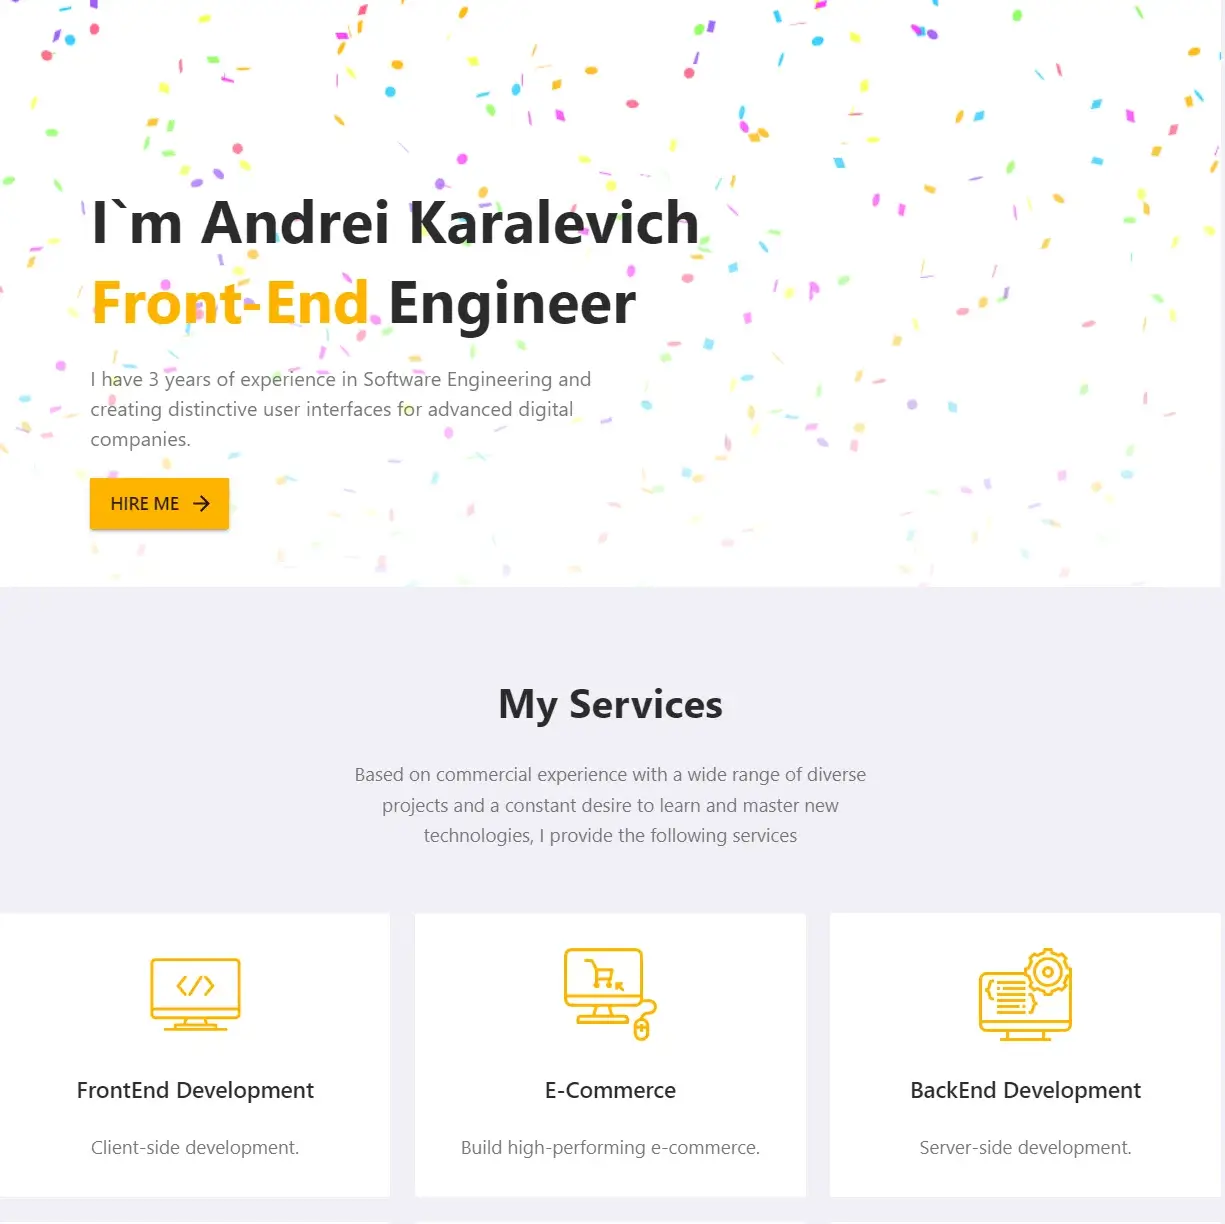 I`m Andrei Karalevich
Front-End Engineer
I have 3 years of experience in Software Engineering and
creating distinctive user interfaces for advanced digital
companies.
HIRE ME
My Services
Based on commercial experience with a wide range of diverse
projects and a constant desire to learn and master new
technologies, I provide the following services
FrontEnd Development
Client-side development.
E-Commerce
Build high-performing e-commerce.
BackEnd Development
Server-side development.